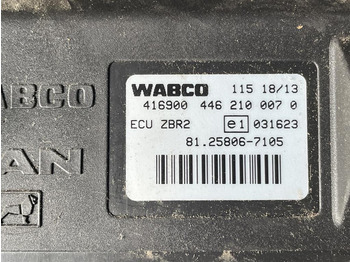 WABCO 115 18/13
416900 446 210 007 0
ECU ZBR2 e1 031623
81.25806-7105
ABCO
AN